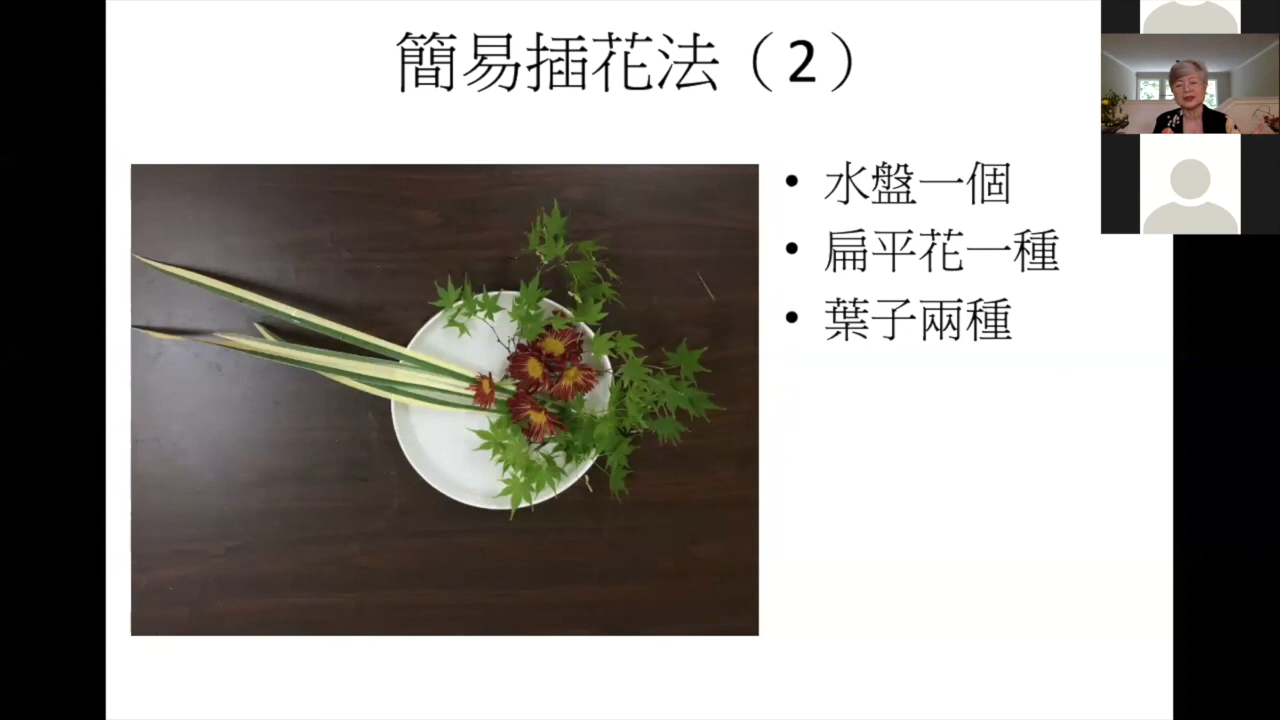 簡易插花法（2）
• 水盤一個
• 扁平花一種
• 葉子兩種